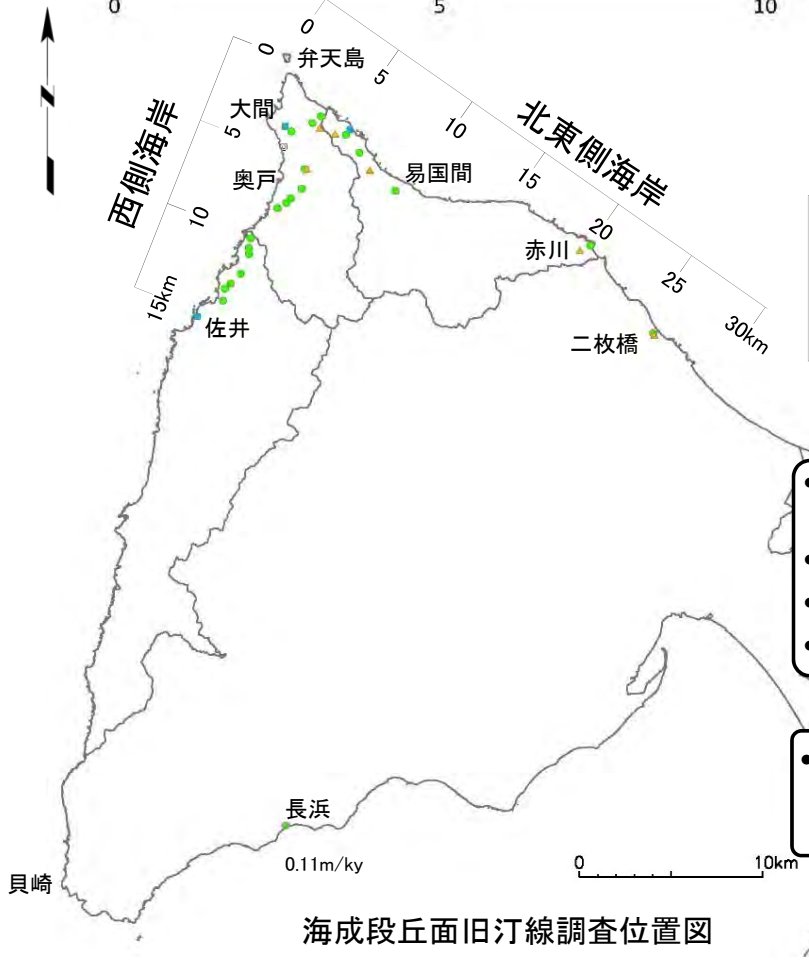 0 5 10
0
弁天島
0
5
大間
10
北東側海岸
西側海岸
5
奥戸
易国間
15
10
20
赤川
25
15km
佐井
30km
二枚橋
長浜
0.11m/ky
0 10km
貝崎
海成段丘面旧汀線調査位置図